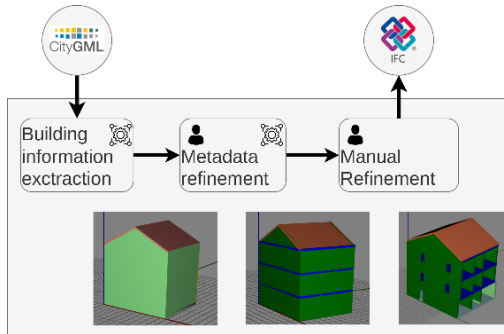 CityGML
IFC
Building
information
exctraction
Metadata
refinement
Manual
Refinement